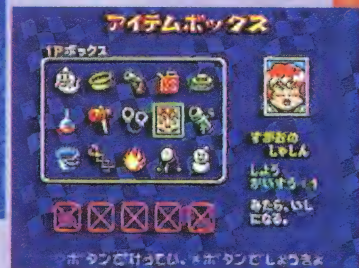 アイテムボックス
1Pボックス
すがおの
しゃしん
しよう
かいすう:1
みたら、いし
になる。
○ボタンでけってい。×ボタンでしょうきょ